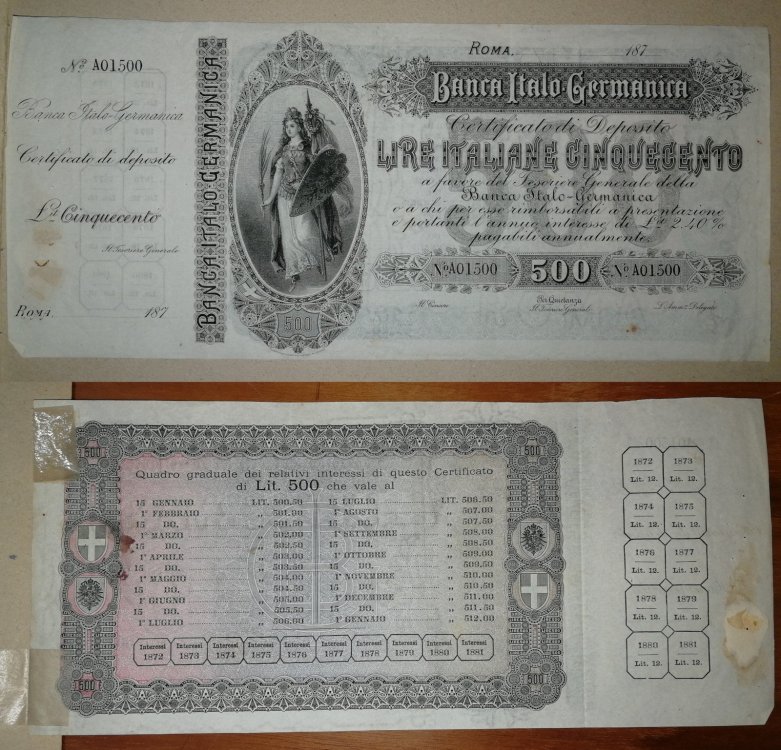 Nº A01500
Banca Italo-Germanica
Certificato di deposito
Lit Cinquecento
Il Tesoriere Generale
ROMA. 187
BANCA ITALO-GERMANICA
500
ROMA. 187
Banca Italo-Germanica
Certificato di Deposito
LIRE ITALIANE CINQUECENTO
a favore del Tesoriere Generale della
Banca Italo-Germanica
o a chi per esso rimborsabili a presentazione
e portante l'annuo interesse di Lit 2.40%
pagabili annualmente
Nº A01500 500 Nº A01500
Il Censore
Per Quietanza
Il Tesoriere Generale
L'Ammor Delegato
500 500
Quadro graduale dei relativi interessi di questo Certificato
di Lit. 500 che vale al
15 GENNAIO LIT. 500.50
1º FEBBRAIO „ 501.00
15 DO. „ 501.50
1º MARZO „ 502.00
15 DO. „ 502.50
1º APRILE „ 503.00
15 DO. „ 503.50
1º MAGGIO „ 504.00
15 DO. „ 504.50
1º GIUGNO „ 505.00
15 DO. „ 505.50
1º LUGLIO „ 506.00
15 LUGLIO LIT. 506.50
1º AGOSTO „ 507.00
15 DO. „ 507.50
1º SETTEMBRE „ 508.00
15 DO. „ 508.50
1º OTTOBRE „ 509.00
15 DO. „ 509.50
1º NOVEMBRE „ 510.00
15 DO. „ 510.50
1º DECEMBRE „ 511.00
15 DO. „ 511.50
1º GENNAIO „ 512.00
Interessi 1872 Interessi 1873 Interessi 1874 Interessi 1875 Interessi 1876 Interessi 1877 Interessi 1878 Interessi 1879 Interessi 1880 Interessi 1881
500 500
1872 1873
Lit. 12. Lit. 12.
1874 1875
Lit. 12. Lit. 12.
1876 1877
Lit. 12. Lit. 12.
1878 1879
Lit. 12. Lit. 12.
1880 1881
Lit. 12. Lit. 12.